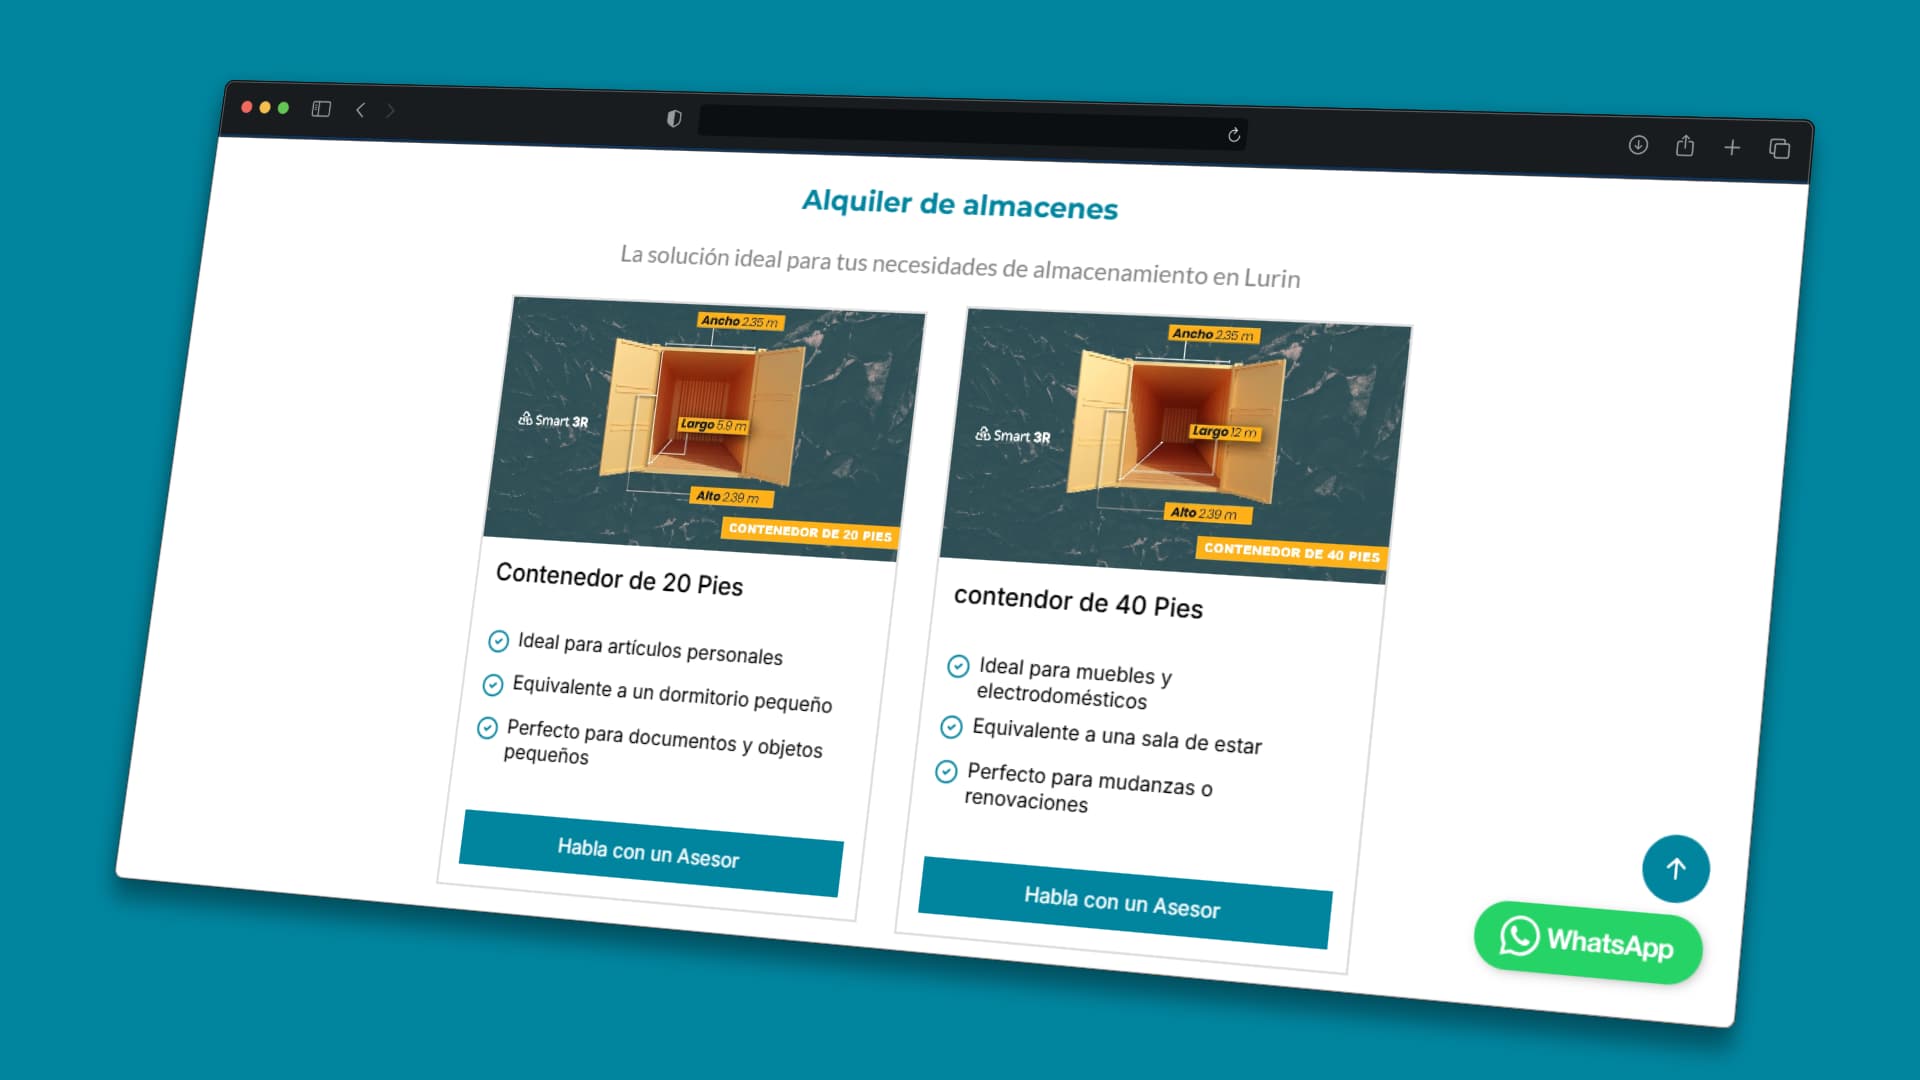 Alquiler de almacenes
La solución ideal para tus necesidades de almacenamiento en Lurin
Ancho 2.35 m
Smart 3R
Largo 5.9 m
Alto 2.39 m
CONTENEDOR DE 20 PIES
Contenedor de 20 Pies
Ideal para artículos personales
Equivalente a un dormitorio pequeño
Perfecto para documentos y objetos
pequeños
Habla con un Asesor
Ancho 2.35 m
Smart 3R
Largo 12 m
Alto 2.39 m
CONTENEDOR DE 40 PIES
contendor de 40 Pies
Ideal para muebles y
electrodomésticos
Equivalente a una sala de estar
Perfecto para mudanzas o
renovaciones
Habla con un Asesor
WhatsApp